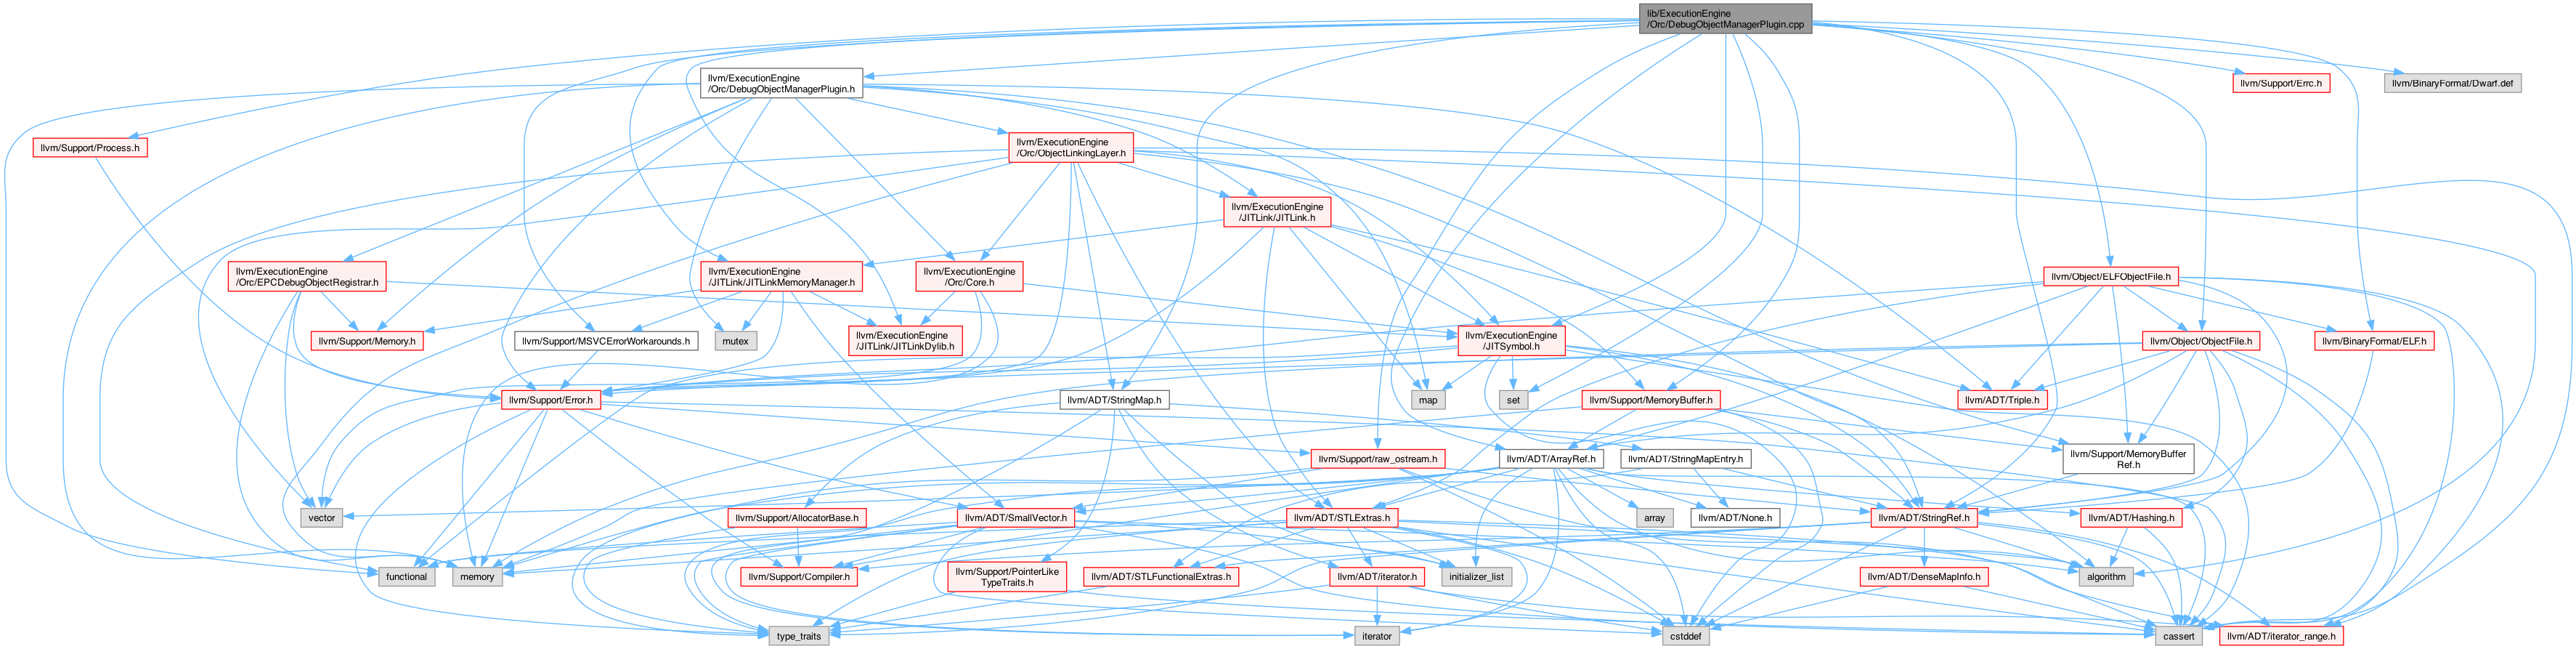 lib/ExecutionEngine
/Orc/DebugObjectManagerPlugin.cpp
llvm/ExecutionEngine
/Orc/DebugObjectManagerPlugin.h
llvm/Support/Errc.h
llvm/BinaryFormat/Dwarf.def
llvm/Support/Process.h
llvm/ExecutionEngine
/Orc/ObjectLinkingLayer.h
llvm/ExecutionEngine
/JITLink/JITLink.h
llvm/ExecutionEngine
/Orc/EPCDebugObjectRegistrar.h
llvm/ExecutionEngine
/JITLink/JITLinkMemoryManager.h
llvm/ExecutionEngine
/Orc/Core.h
llvm/Object/ELFObjectFile.h
llvm/Support/Memory.h
llvm/Support/MSVCErrorWorkarounds.h
mutex
llvm/ExecutionEngine
/JITLink/JITLinkDylib.h
llvm/ExecutionEngine
/JITSymbol.h
llvm/Object/ObjectFile.h
llvm/BinaryFormat/ELF.h
llvm/Support/Error.h
llvm/ADT/StringMap.h
map
set
llvm/Support/MemoryBuffer.h
llvm/ADT/Triple.h
llvm/Support/raw_ostream.h
llvm/ADT/ArrayRef.h
llvm/ADT/StringMapEntry.h
llvm/Support/MemoryBuffer
Ref.h
vector
llvm/Support/AllocatorBase.h
llvm/ADT/SmallVector.h
llvm/ADT/STLExtras.h
array
llvm/ADT/None.h
llvm/ADT/StringRef.h
llvm/ADT/Hashing.h
functional
memory
llvm/Support/Compiler.h
llvm/Support/PointerLike
TypeTraits.h
llvm/ADT/STLFunctionalExtras.h
llvm/ADT/iterator.h
initializer_list
llvm/ADT/DenseMapInfo.h
algorithm
type_traits
iterator
cstddef
cassert
llvm/ADT/iterator_range.h